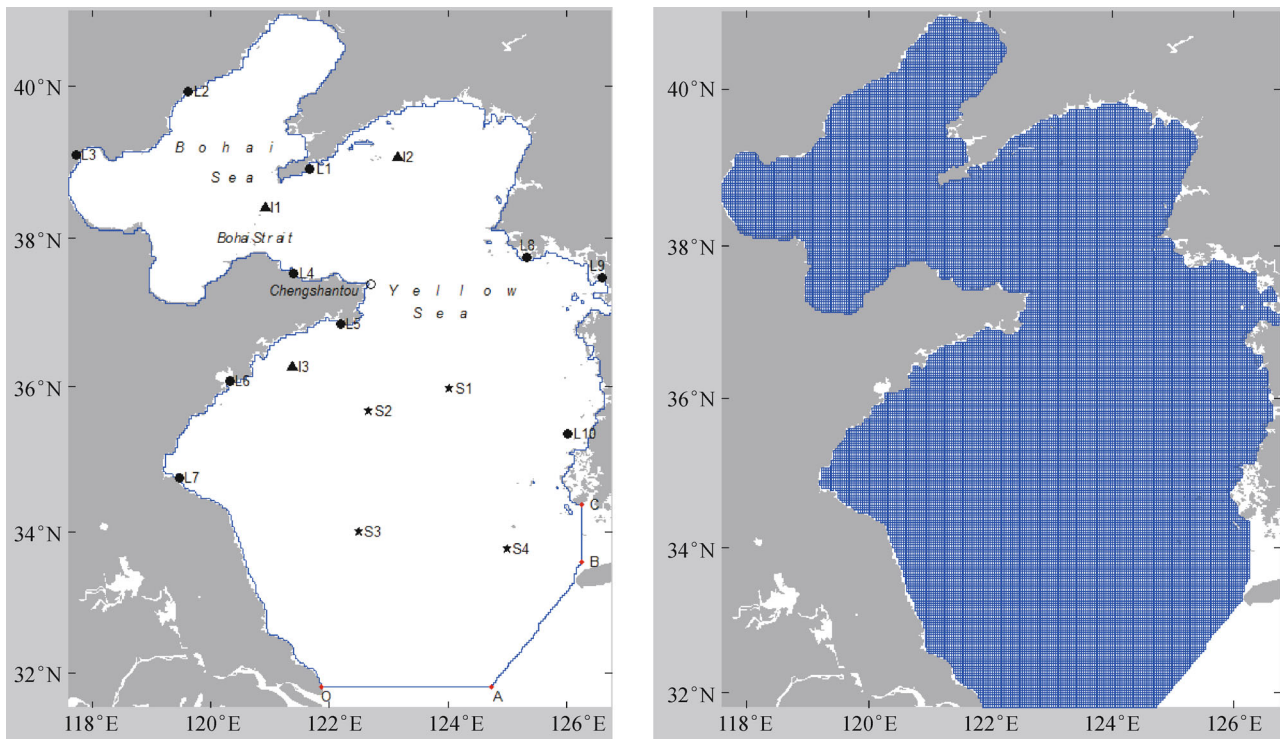 40°N
38°N
36°N
34°N
32°N
118°E
120°E
122°E
124°E
126°E
L2
L3
Bohai
Sea
L1
I2
I1
BohaiStrait
L8
L9
L4
Chengshantou
Yellow
Sea
L5
I3
L6
S1
S2
L10
L7
C
S3
S4
B
O
A
40°N
38°N
36°N
34°N
32°N
118°E
120°E
122°E
124°E
126°E